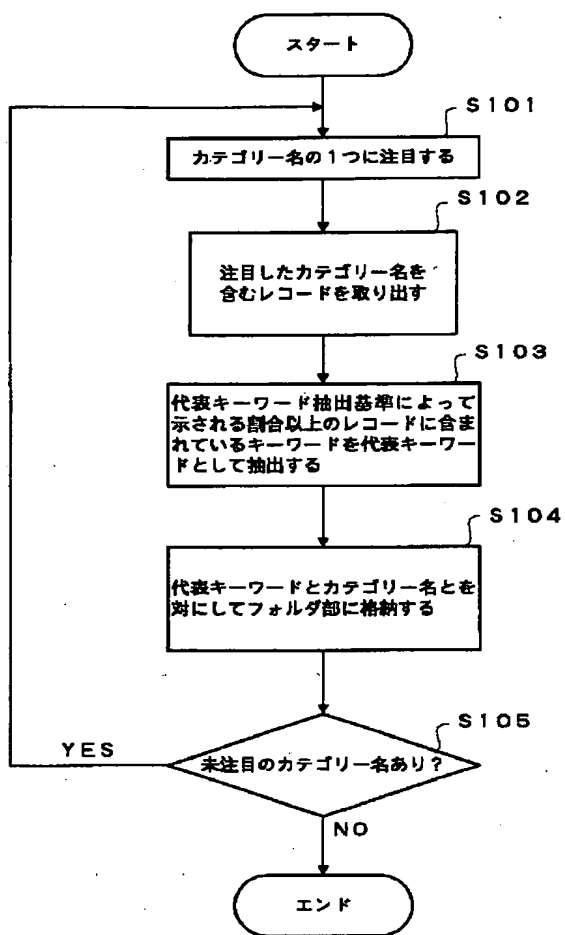 スタート
S101
カテゴリー名の1つに注目する
S102
注目したカテゴリー名を
含むレコードを取り出す
S103
代表キーワード抽出基準によって
示される割合以上のレコードに含ま
れているキーワードを代表キーワー
ドとして抽出する
S104
代表キーワードとカテゴリー名とを
対にしてフォルダ部に格納する
S105
YES
未注目のカテゴリー名あり？
NO
エンド